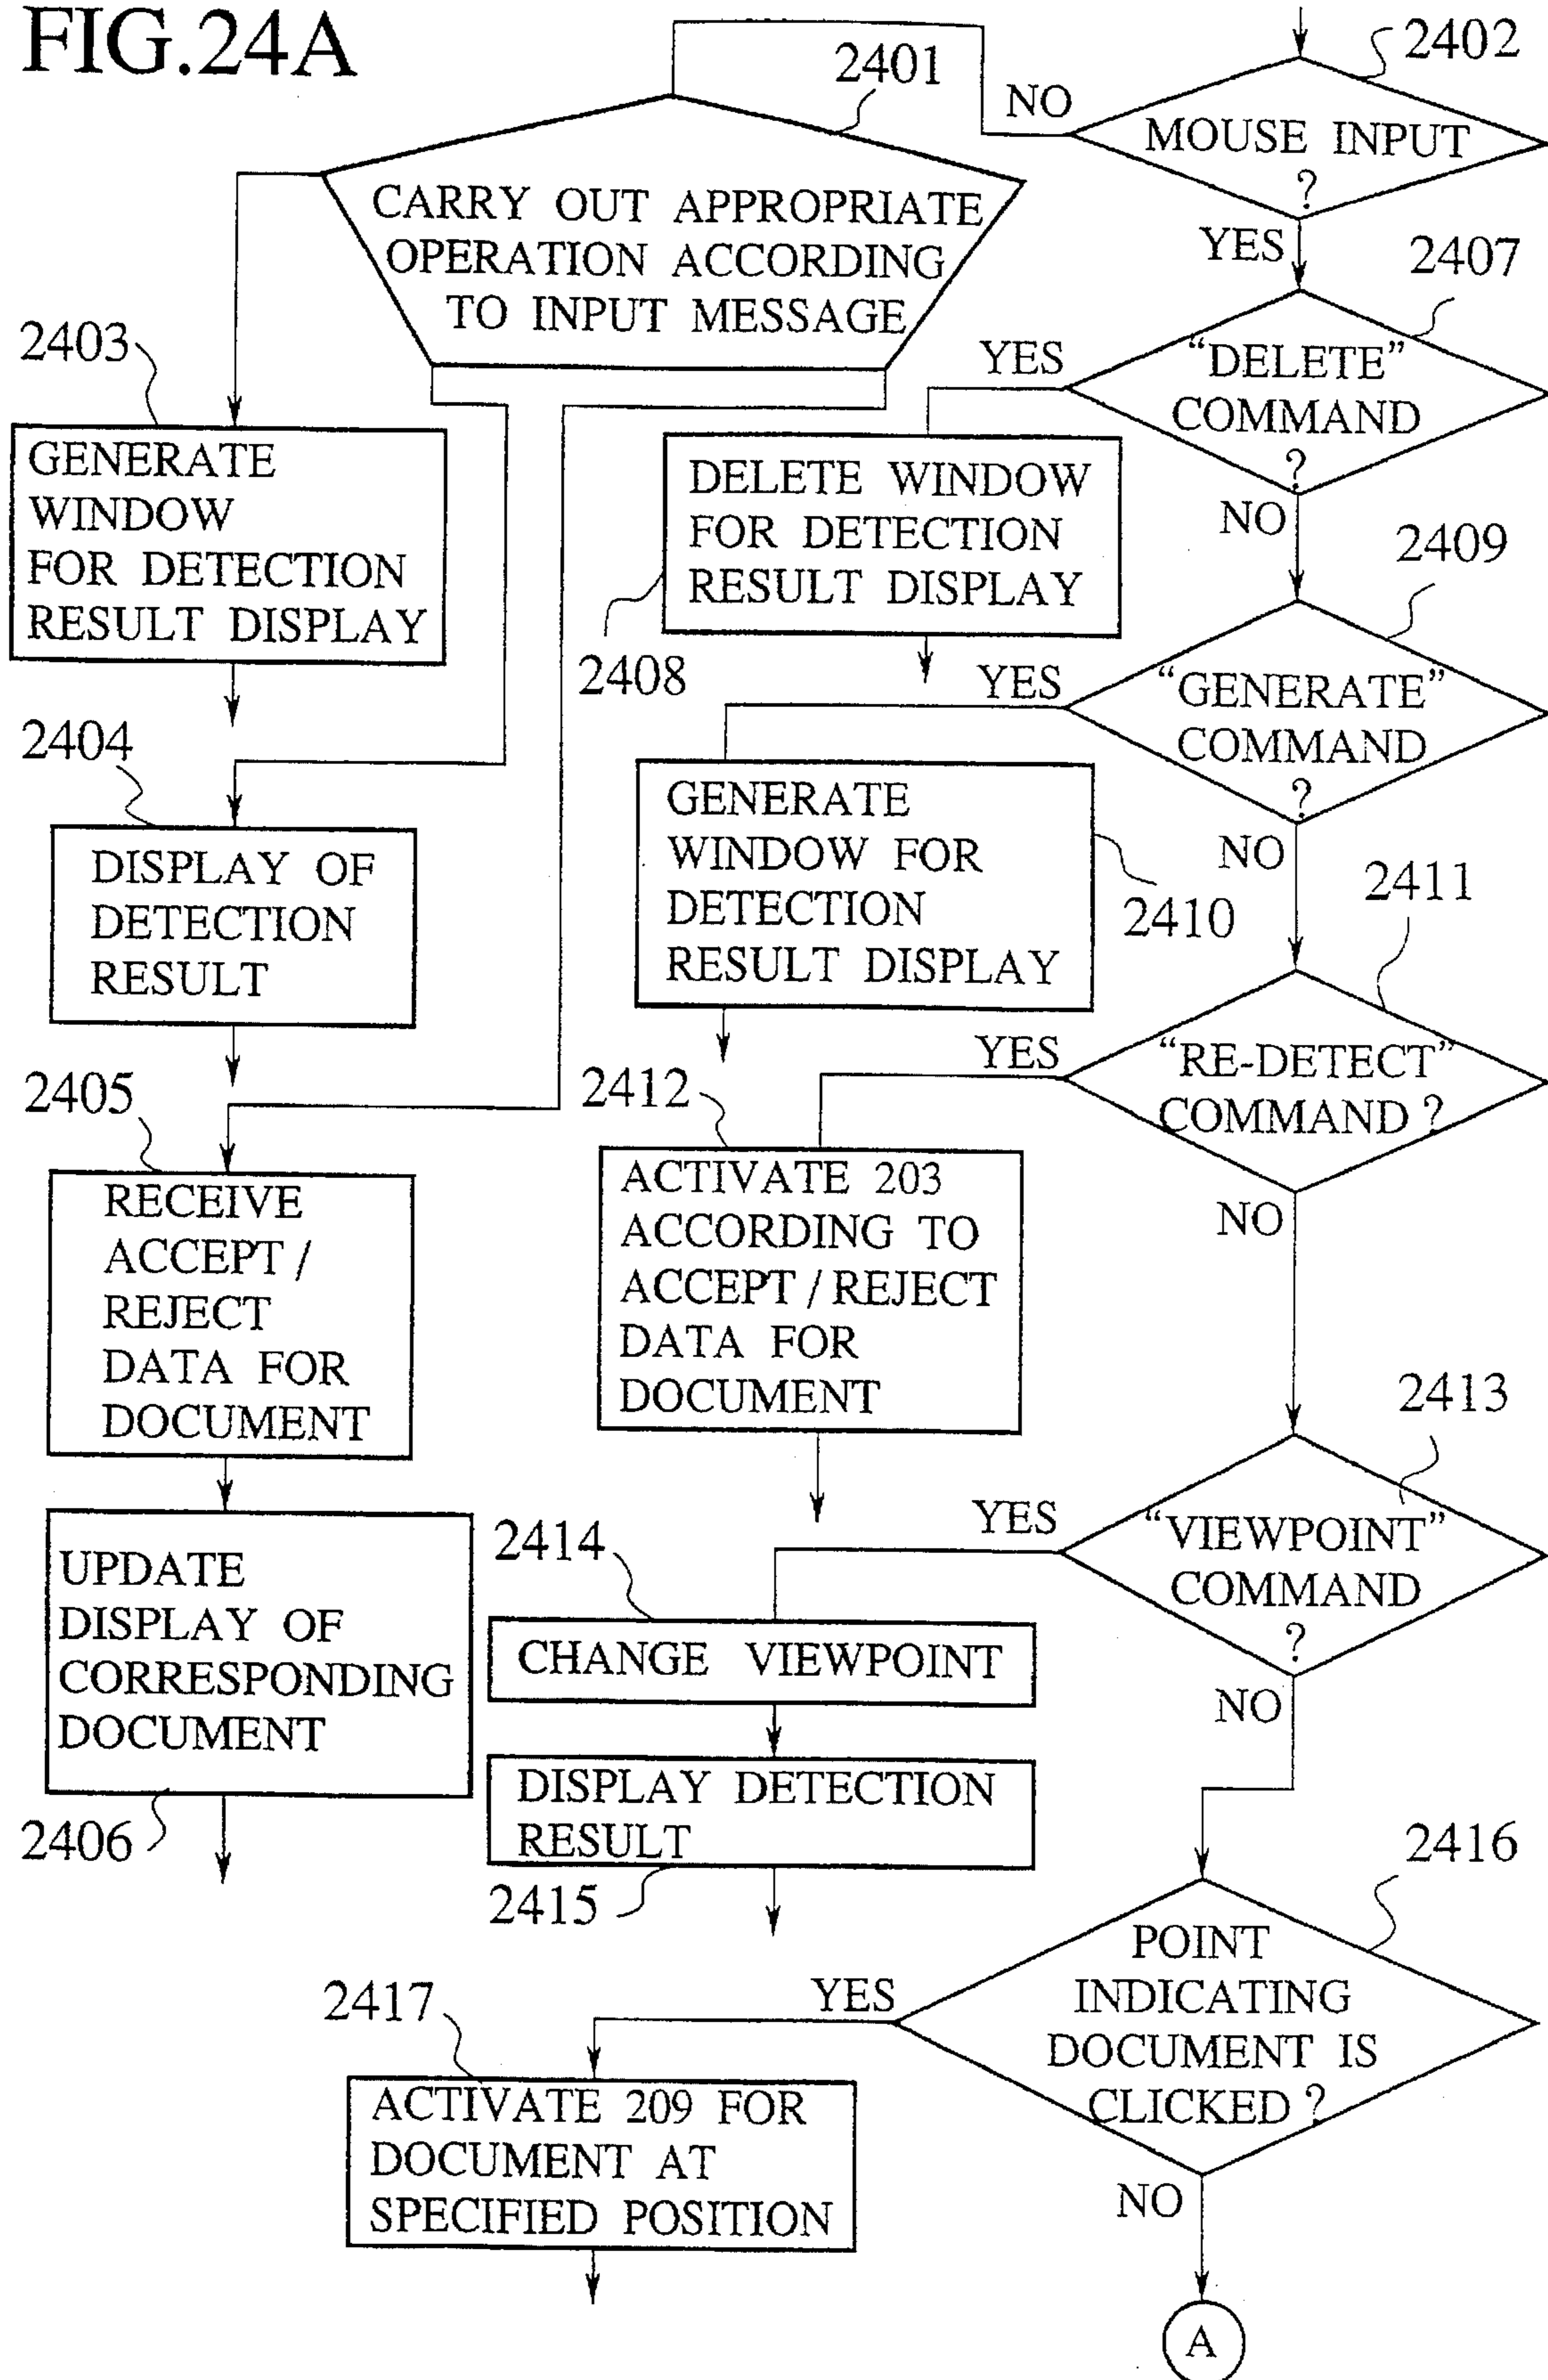 FIG.24A
2401
2402
NO
MOUSE INPUT
?
YES
CARRY OUT APPROPRIATE
OPERATION ACCORDING
TO INPUT MESSAGE
2403
GENERATE
WINDOW
FOR DETECTION
RESULT DISPLAY
2404
DISPLAY OF
DETECTION
RESULT
2405
RECEIVE
ACCEPT /
REJECT
DATA FOR
DOCUMENT
UPDATE
DISPLAY OF
CORRESPONDING
DOCUMENT
2406
2407
YES
“DELETE”
COMMAND
?
NO
DELETE WINDOW
FOR DETECTION
RESULT DISPLAY
2408
2409
YES
“GENERATE”
COMMAND
?
NO
GENERATE
WINDOW FOR
DETECTION
RESULT DISPLAY
2410
2411
YES
“RE-DETECT”
COMMAND ?
NO
2412
ACTIVATE 203
ACCORDING TO
ACCEPT / REJECT
DATA FOR
DOCUMENT
2413
YES
“VIEWPOINT”
COMMAND
?
NO
2414
CHANGE VIEWPOINT
DISPLAY DETECTION
RESULT
2415
2416
YES
POINT
INDICATING
DOCUMENT IS
CLICKED ?
NO
2417
ACTIVATE 209 FOR
DOCUMENT AT
SPECIFIED POSITION
A